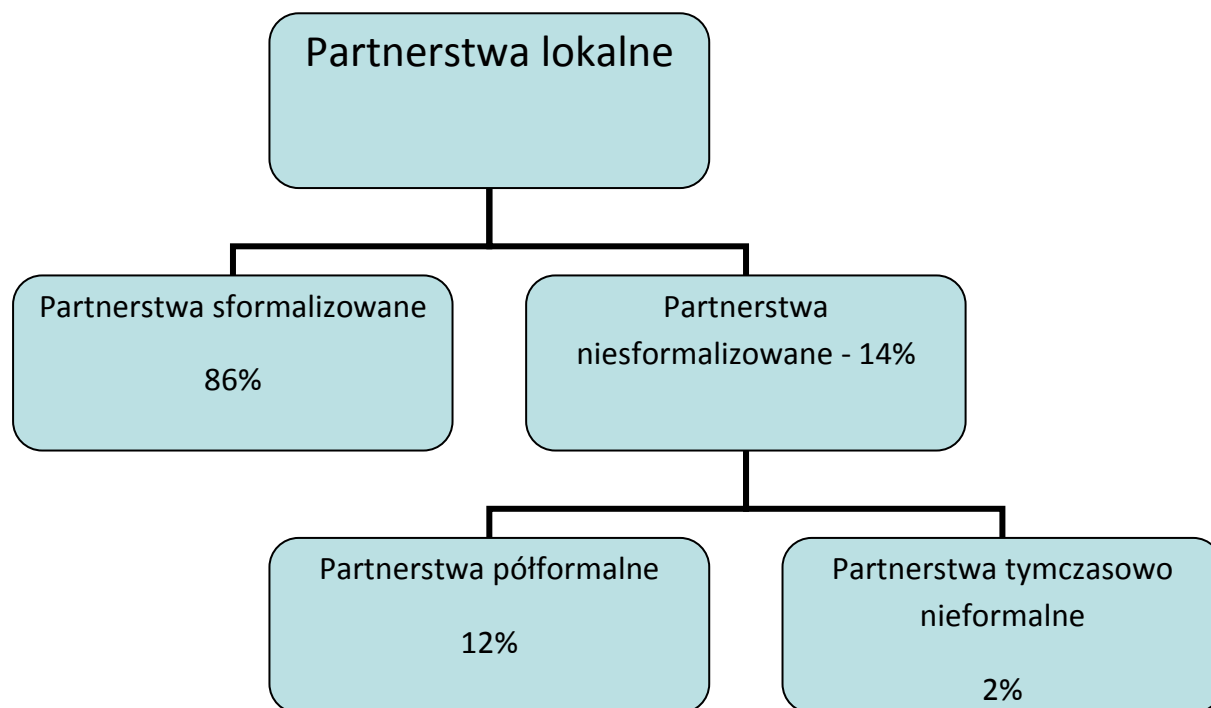 Partnerstwa lokalne
Partnerstwa sformalizowane
86%
Partnerstwa
niesformalizowane - 14%
Partnerstwa półformalne
12%
Partnerstwa tymczasowo
nieformalne
2%